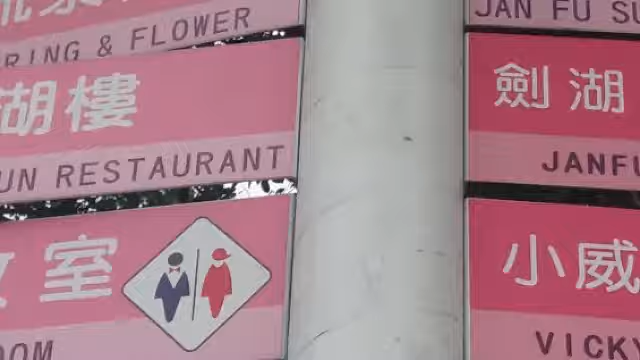 RING & FLOWER
湖樓
UN RESTAURANT
室
OOM
JAN FU SU
劍湖
JANFU
小威
VICKY